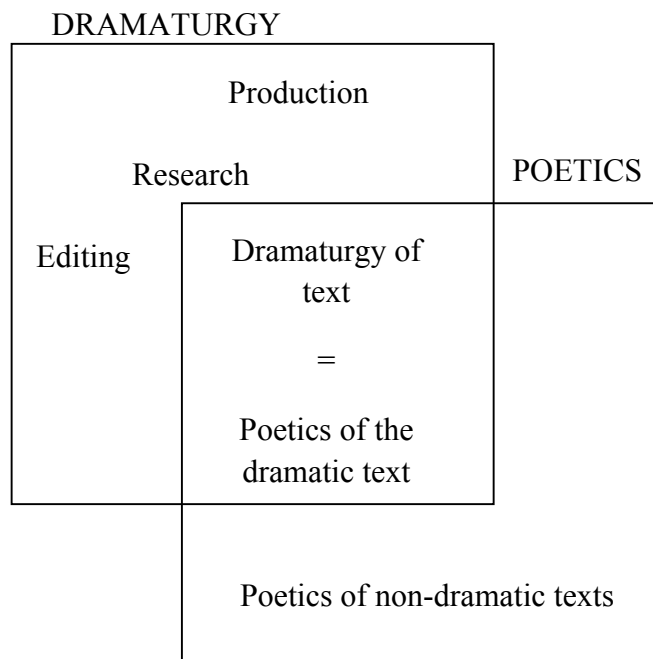 DRAMATURGY
Production
Research
POETICS
Editing
Dramaturgy of
text
=
Poetics of the
dramatic text
Poetics of non-dramatic texts